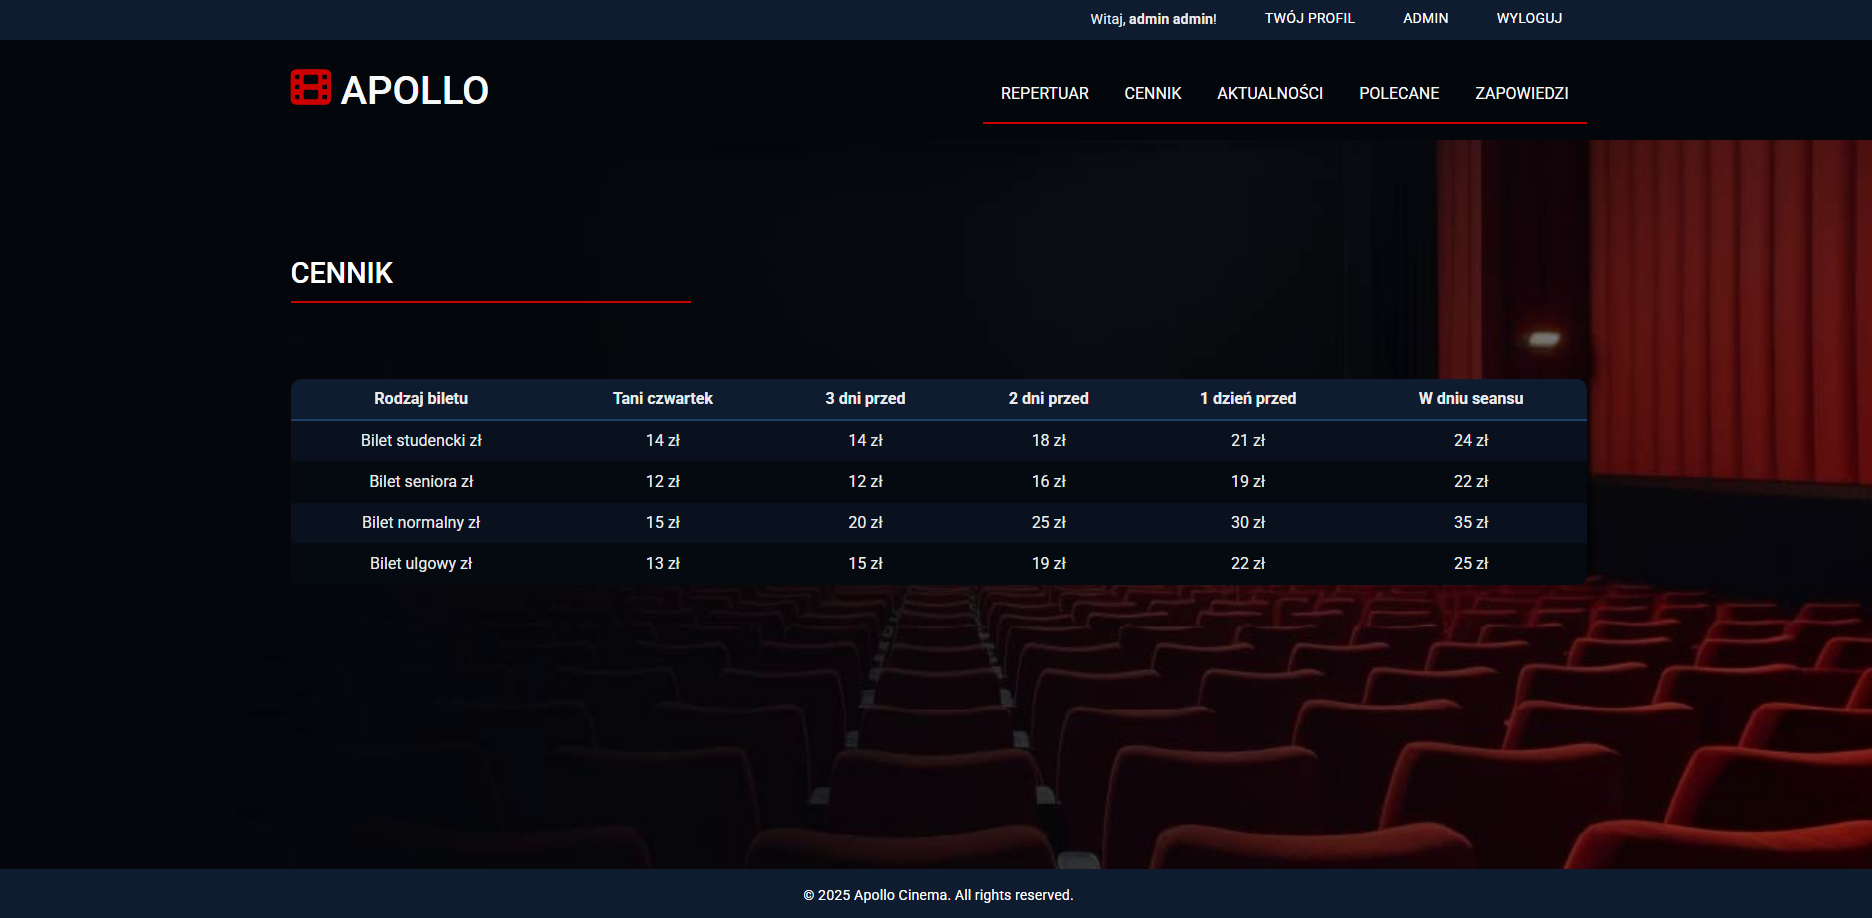 Witaj, admin admin! TWÓJ PROFIL ADMIN WYLOGUJ
APOLLO
REPERTUAR CENNIK AKTUALNOŚCI POLECANE ZAPOWIEDZI
CENNIK
Rodzaj biletu Tani czwartek 3 dni przed 2 dni przed 1 dzień przed W dniu seansu
Bilet studencki zł 14 zł 14 zł 18 zł 21 zł 24 zł
Bilet seniora zł 12 zł 12 zł 16 zł 19 zł 22 zł
Bilet normalny zł 15 zł 20 zł 25 zł 30 zł 35 zł
Bilet ulgowy zł 13 zł 15 zł 19 zł 22 zł 25 zł
© 2025 Apollo Cinema. All rights reserved.